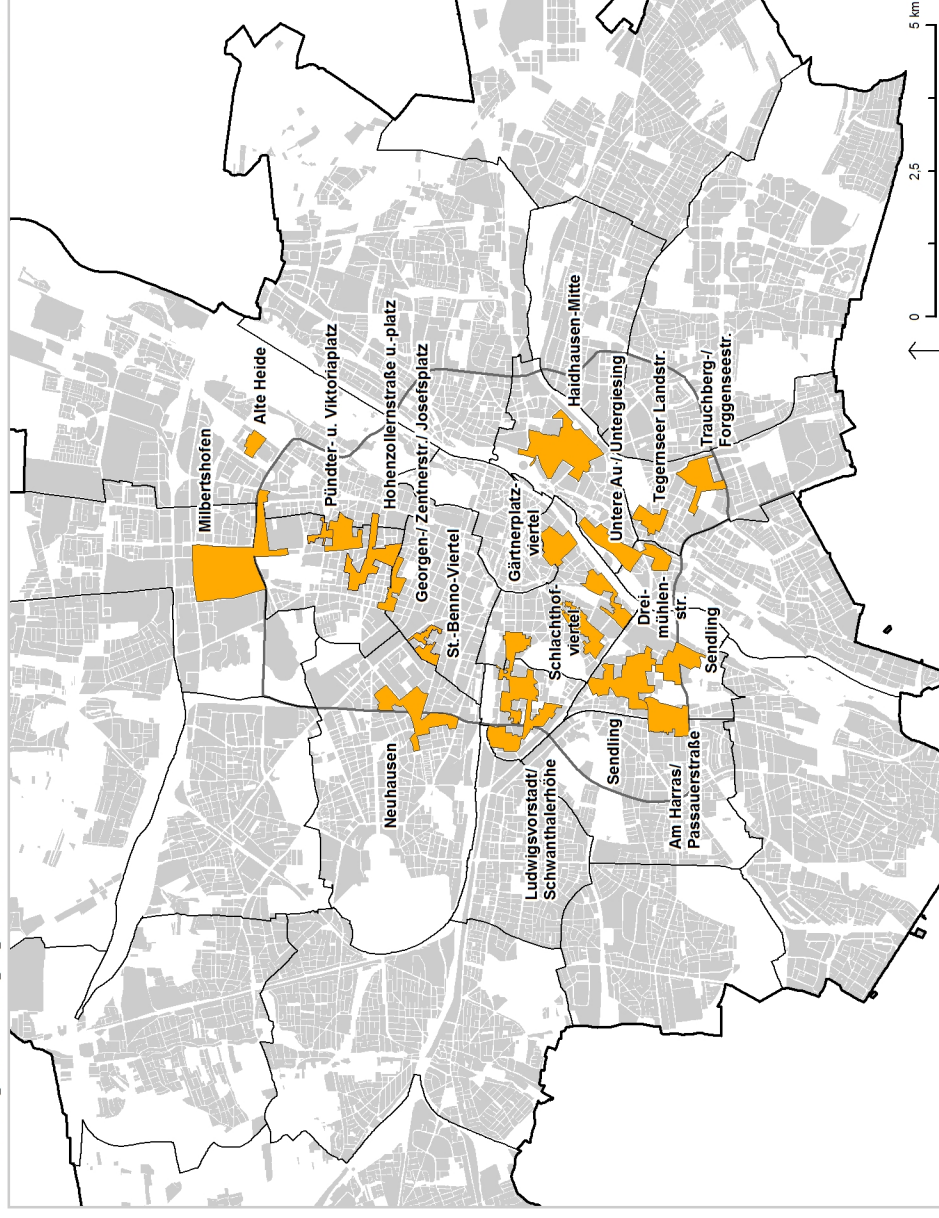 Milbertshofen
Alte Heide
Pündter- u. Viktoriaplatz
Hohenzollernstraße u.-platz
Neuhausen
Georgen-/ Zentnerstr./ Josefsplatz
St.-Benno-Viertel
Gärtnerplatz-
viertel
Ludwigsvorstadt/
Schwanthalerhöhe
Schlachthof-
viertel
Haidhausen-Mitte
Sendling
Untere Au- / Untergiesing
Drei-
mühlen-
str.
Tegernseer Landstr.
Am Harras/
Passauerstraße
Trauchberg-/
Forggenseestr.
Sendling
0 2,5 5 km